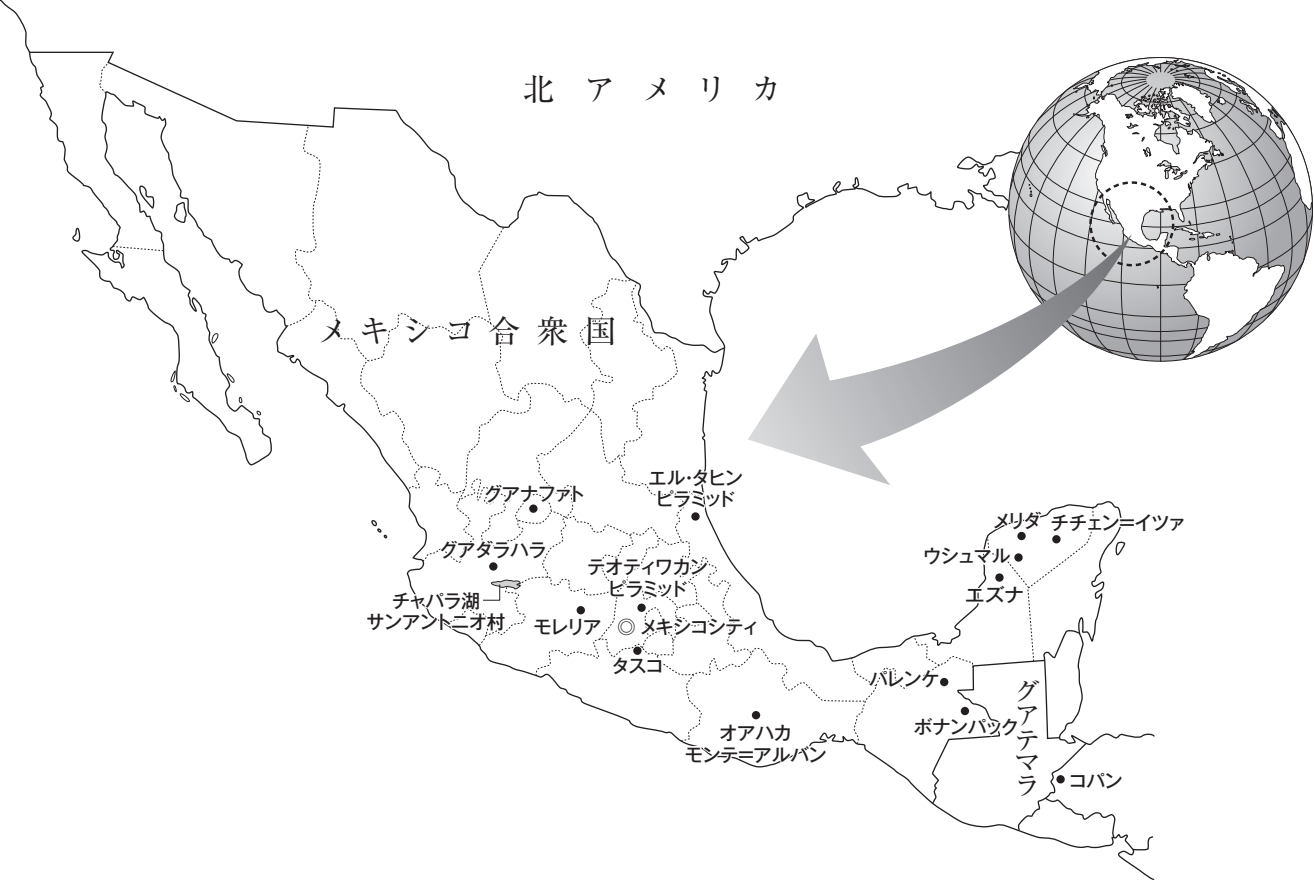 北アメリカ
メキシコ合衆国
エル・タヒン
ピラミッド
グアナファト
グアダラハラ
チャパラ湖
サンアントニオ村
テオティワカン
ピラミッド
モレリア
メキシコシティ
タスコ
オアハカ
モンテ=アルバン
メリダ
チチェン=イツァ
ウシュマル
エズナ
パレンケ
ボナンパック
グアテマラ
コパン